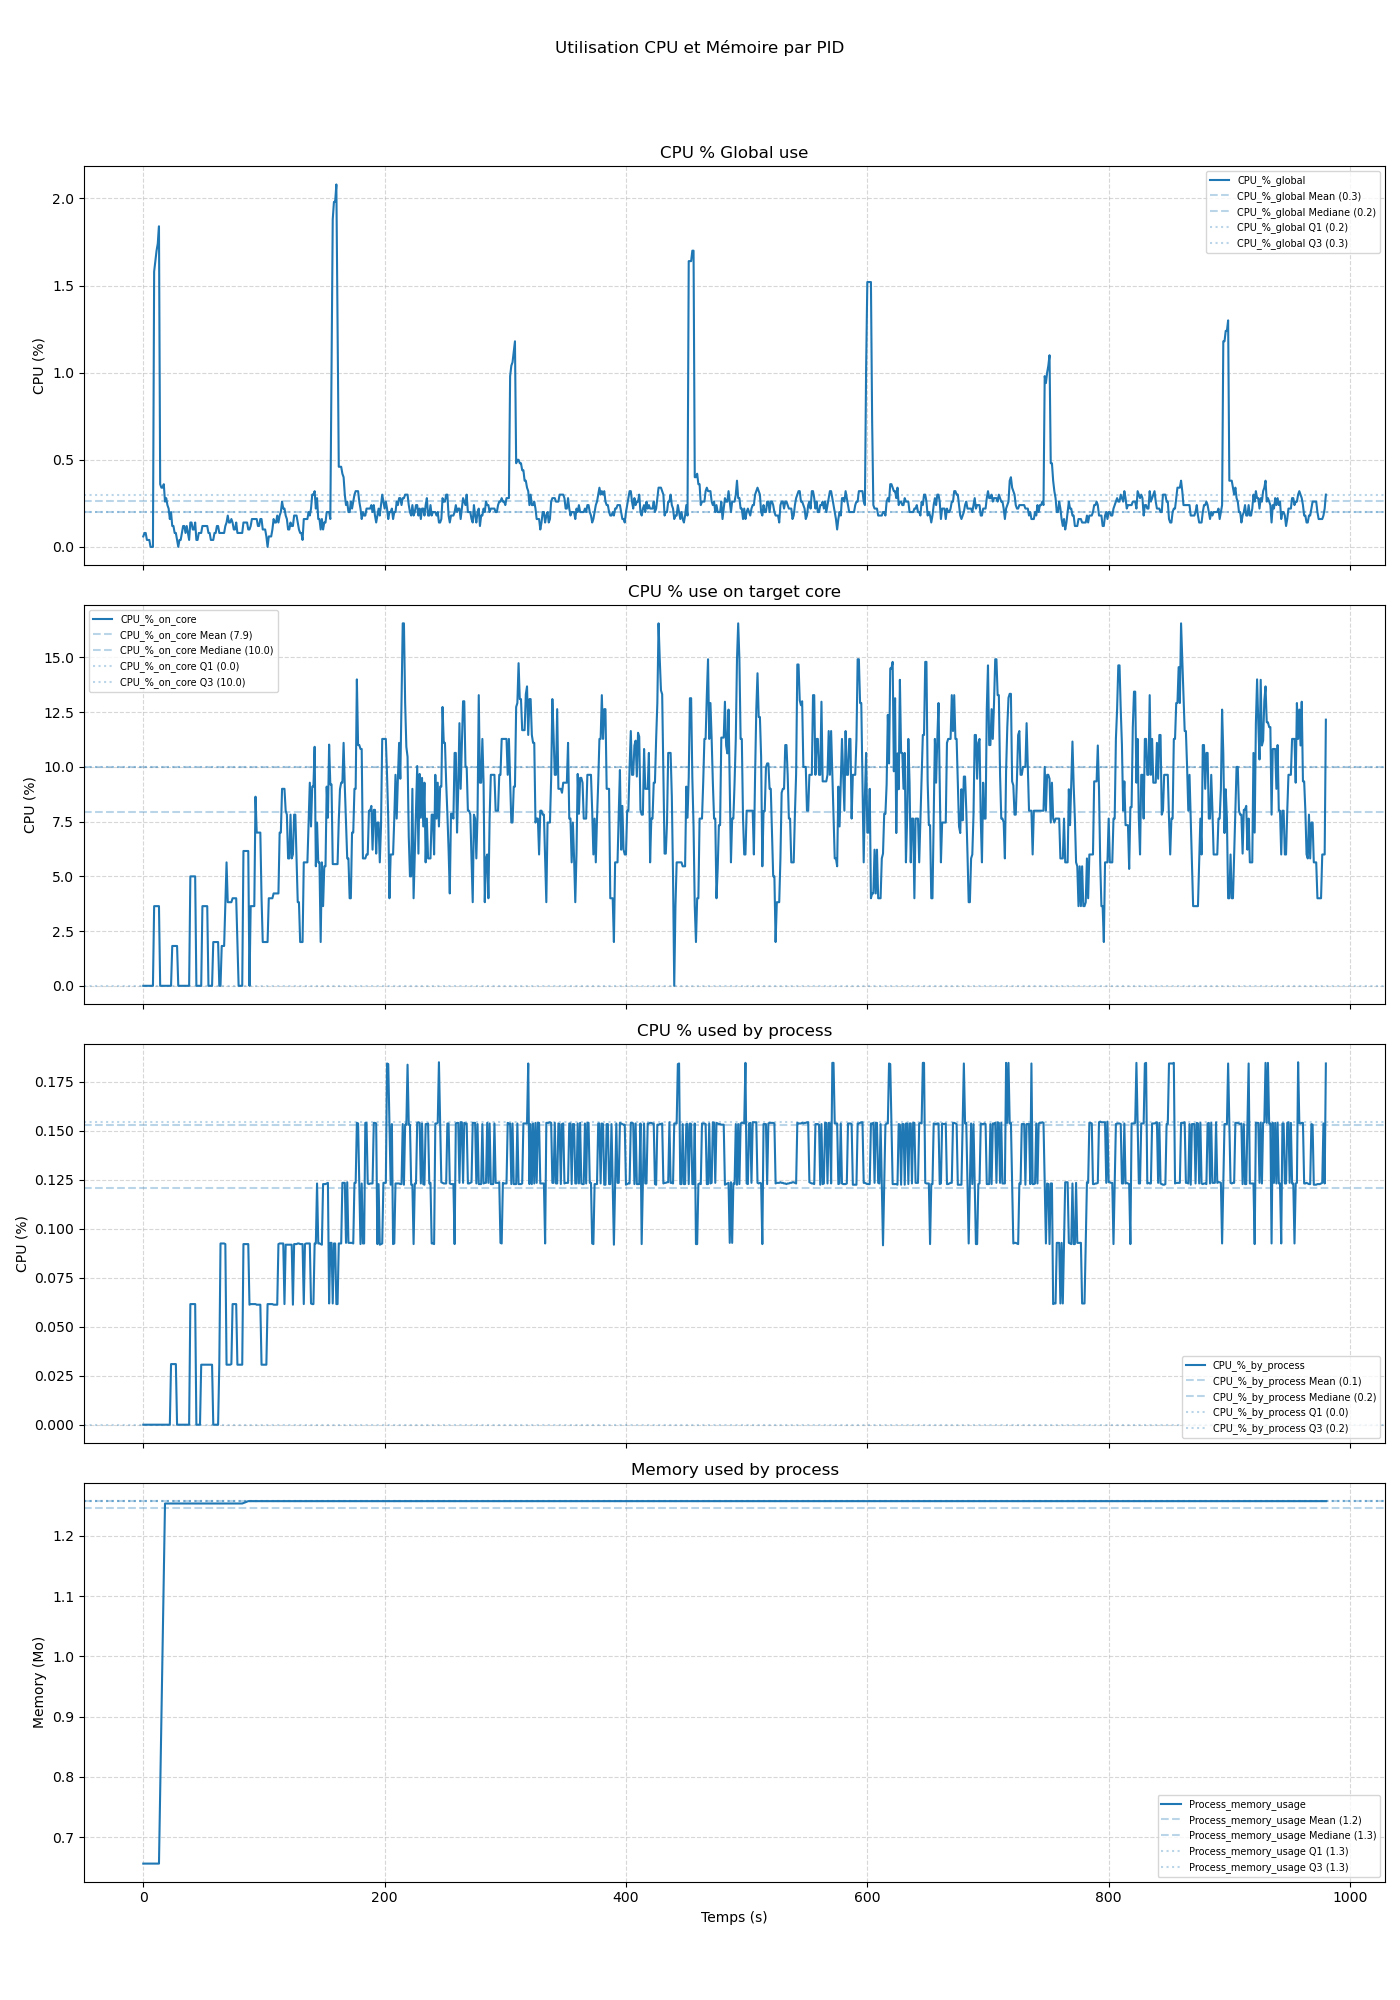 Utilisation CPU et Mémoire par PID
CPU % Global use
CPU (%)
2.0
1.5
1.0
0.5
0.0
CPU_%_global
CPU_%_global Mean (0.3)
CPU_%_global Mediane (0.2)
CPU_%_global Q1 (0.2)
CPU_%_global Q3 (0.3)
CPU % use on target core
CPU (%)
15.0
12.5
10.0
7.5
5.0
2.5
0.0
CPU_%_on_core
CPU_%_on_core Mean (7.9)
CPU_%_on_core Mediane (10.0)
CPU_%_on_core Q1 (0.0)
CPU_%_on_core Q3 (10.0)
CPU % used by process
CPU (%)
0.175
0.150
0.125
0.100
0.075
0.050
0.025
0.000
CPU_%_by_process
CPU_%_by_process Mean (0.1)
CPU_%_by_process Mediane (0.2)
CPU_%_by_process Q1 (0.0)
CPU_%_by_process Q3 (0.2)
Memory used by process
Memory (Mo)
1.2
1.1
1.0
0.9
0.8
0.7
Process_memory_usage
Process_memory_usage Mean (1.2)
Process_memory_usage Mediane (1.3)
Process_memory_usage Q1 (1.3)
Process_memory_usage Q3 (1.3)
0 200 400 600 800 1000
Temps (s)